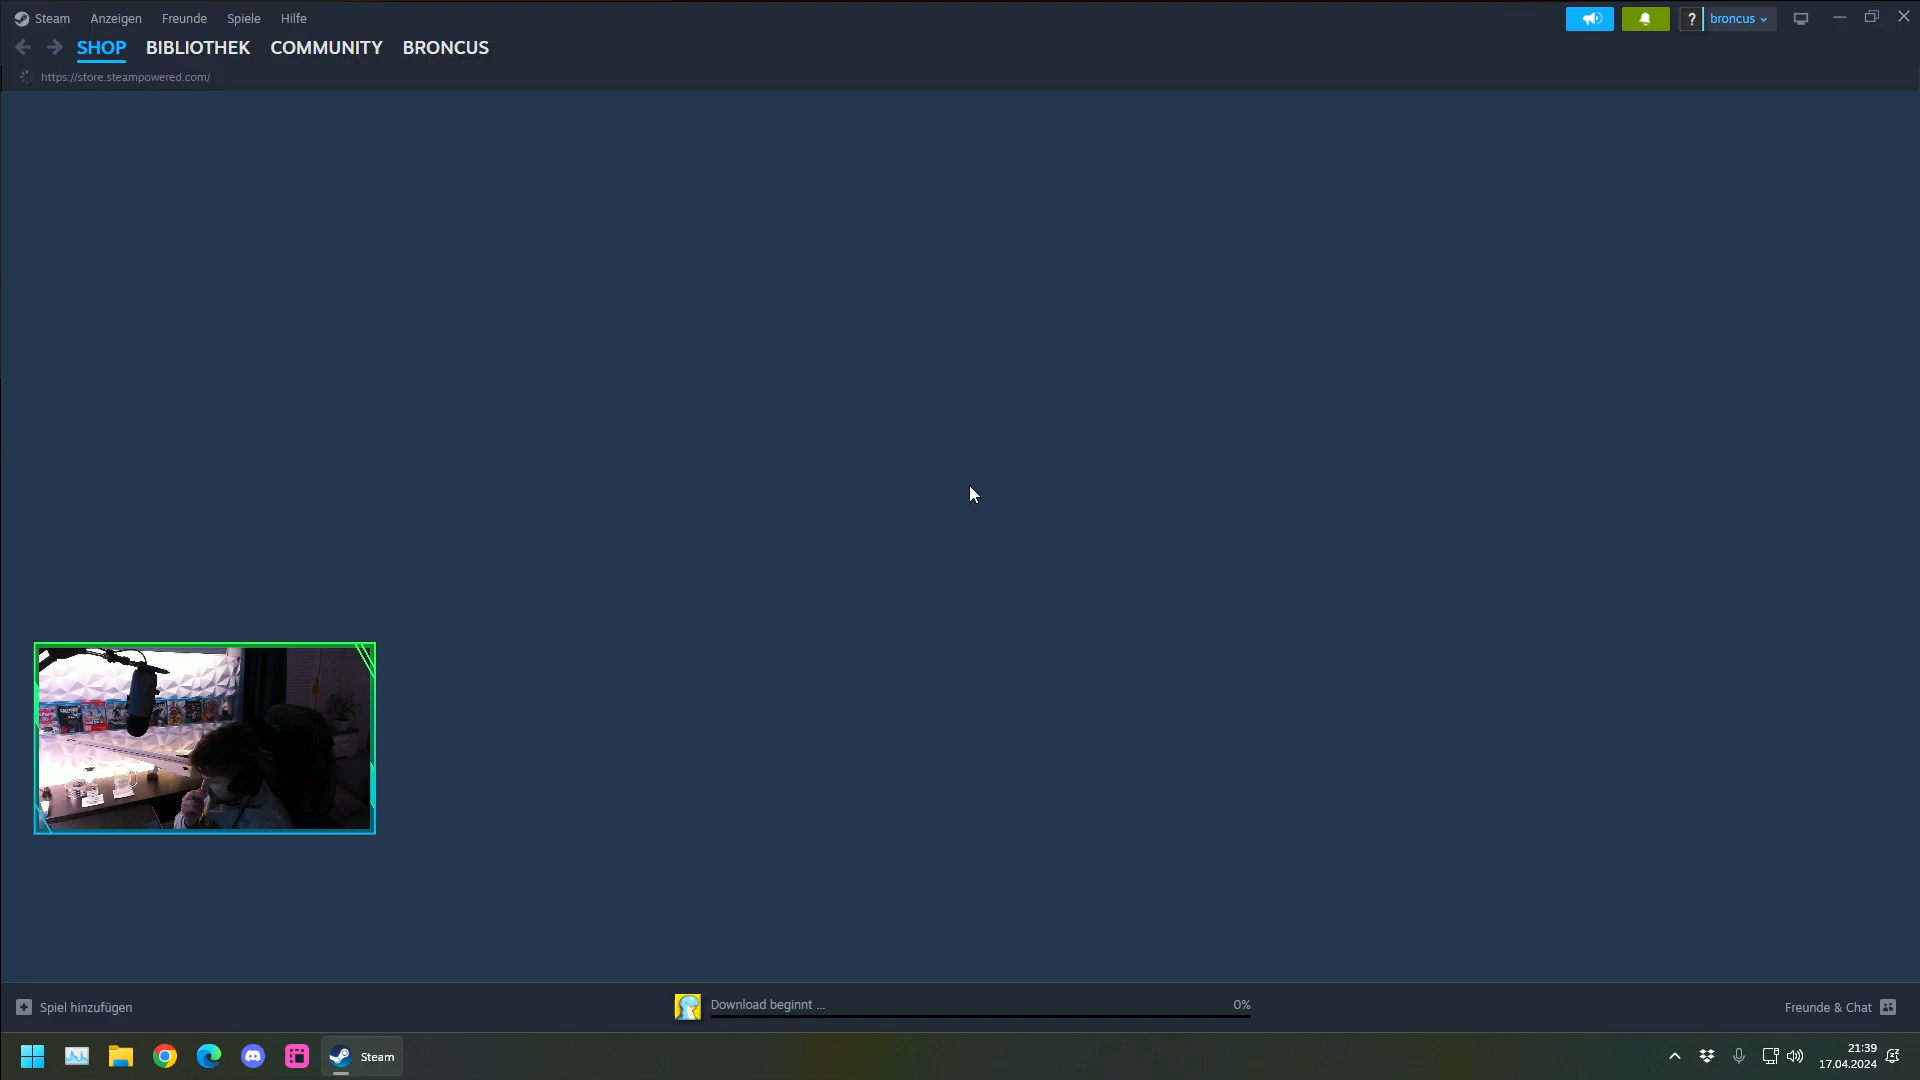 Steam Anzeigen Freunde Spiele Hilfe
? broncus
SHOP BIBLIOTHEK COMMUNITY BRONCUS
https://store.steampowered.com/
Spiel hinzufügen
Download beginnt ... 0%
Freunde & Chat
Steam
21:39
17.04.2024